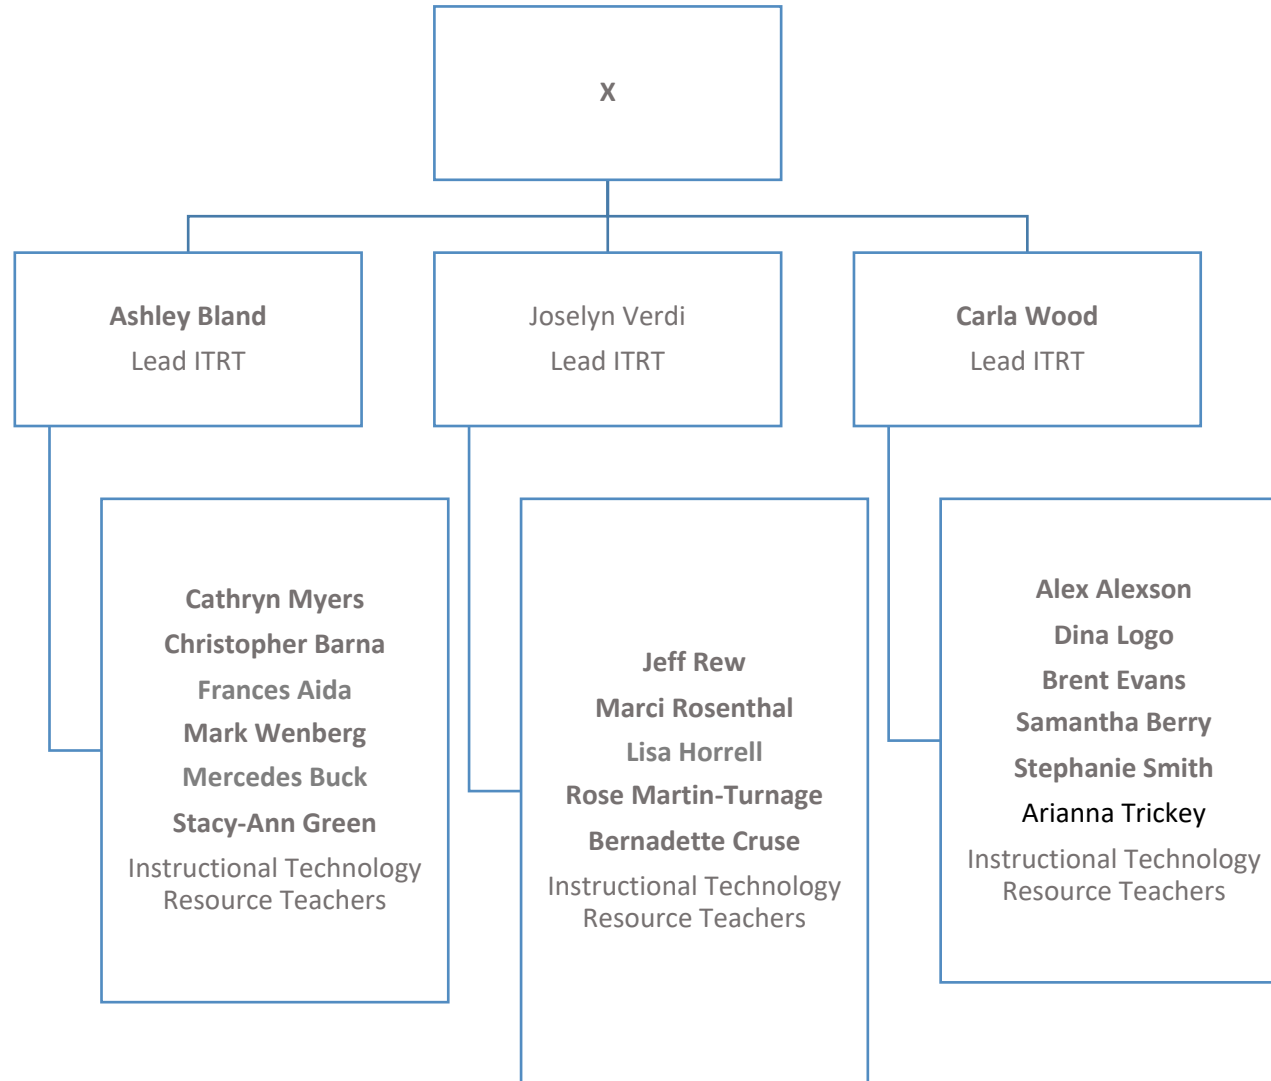 X
Ashley Bland
Lead ITRT
Joselyn Verdi
Lead ITRT
Carla Wood
Lead ITRT
Cathryn Myers
Christopher Barna
Frances Aida
Mark Wenberg
Mercedes Buck
Stacy-Ann Green
Instructional Technology
Resource Teachers
Jeff Rew
Marci Rosenthal
Lisa Horrell
Rose Martin-Turnage
Bernadette Cruse
Instructional Technology
Resource Teachers
Alex Alexson
Dina Logo
Brent Evans
Samantha Berry
Stephanie Smith
Arianna Trickey
Instructional Technology
Resource Teachers